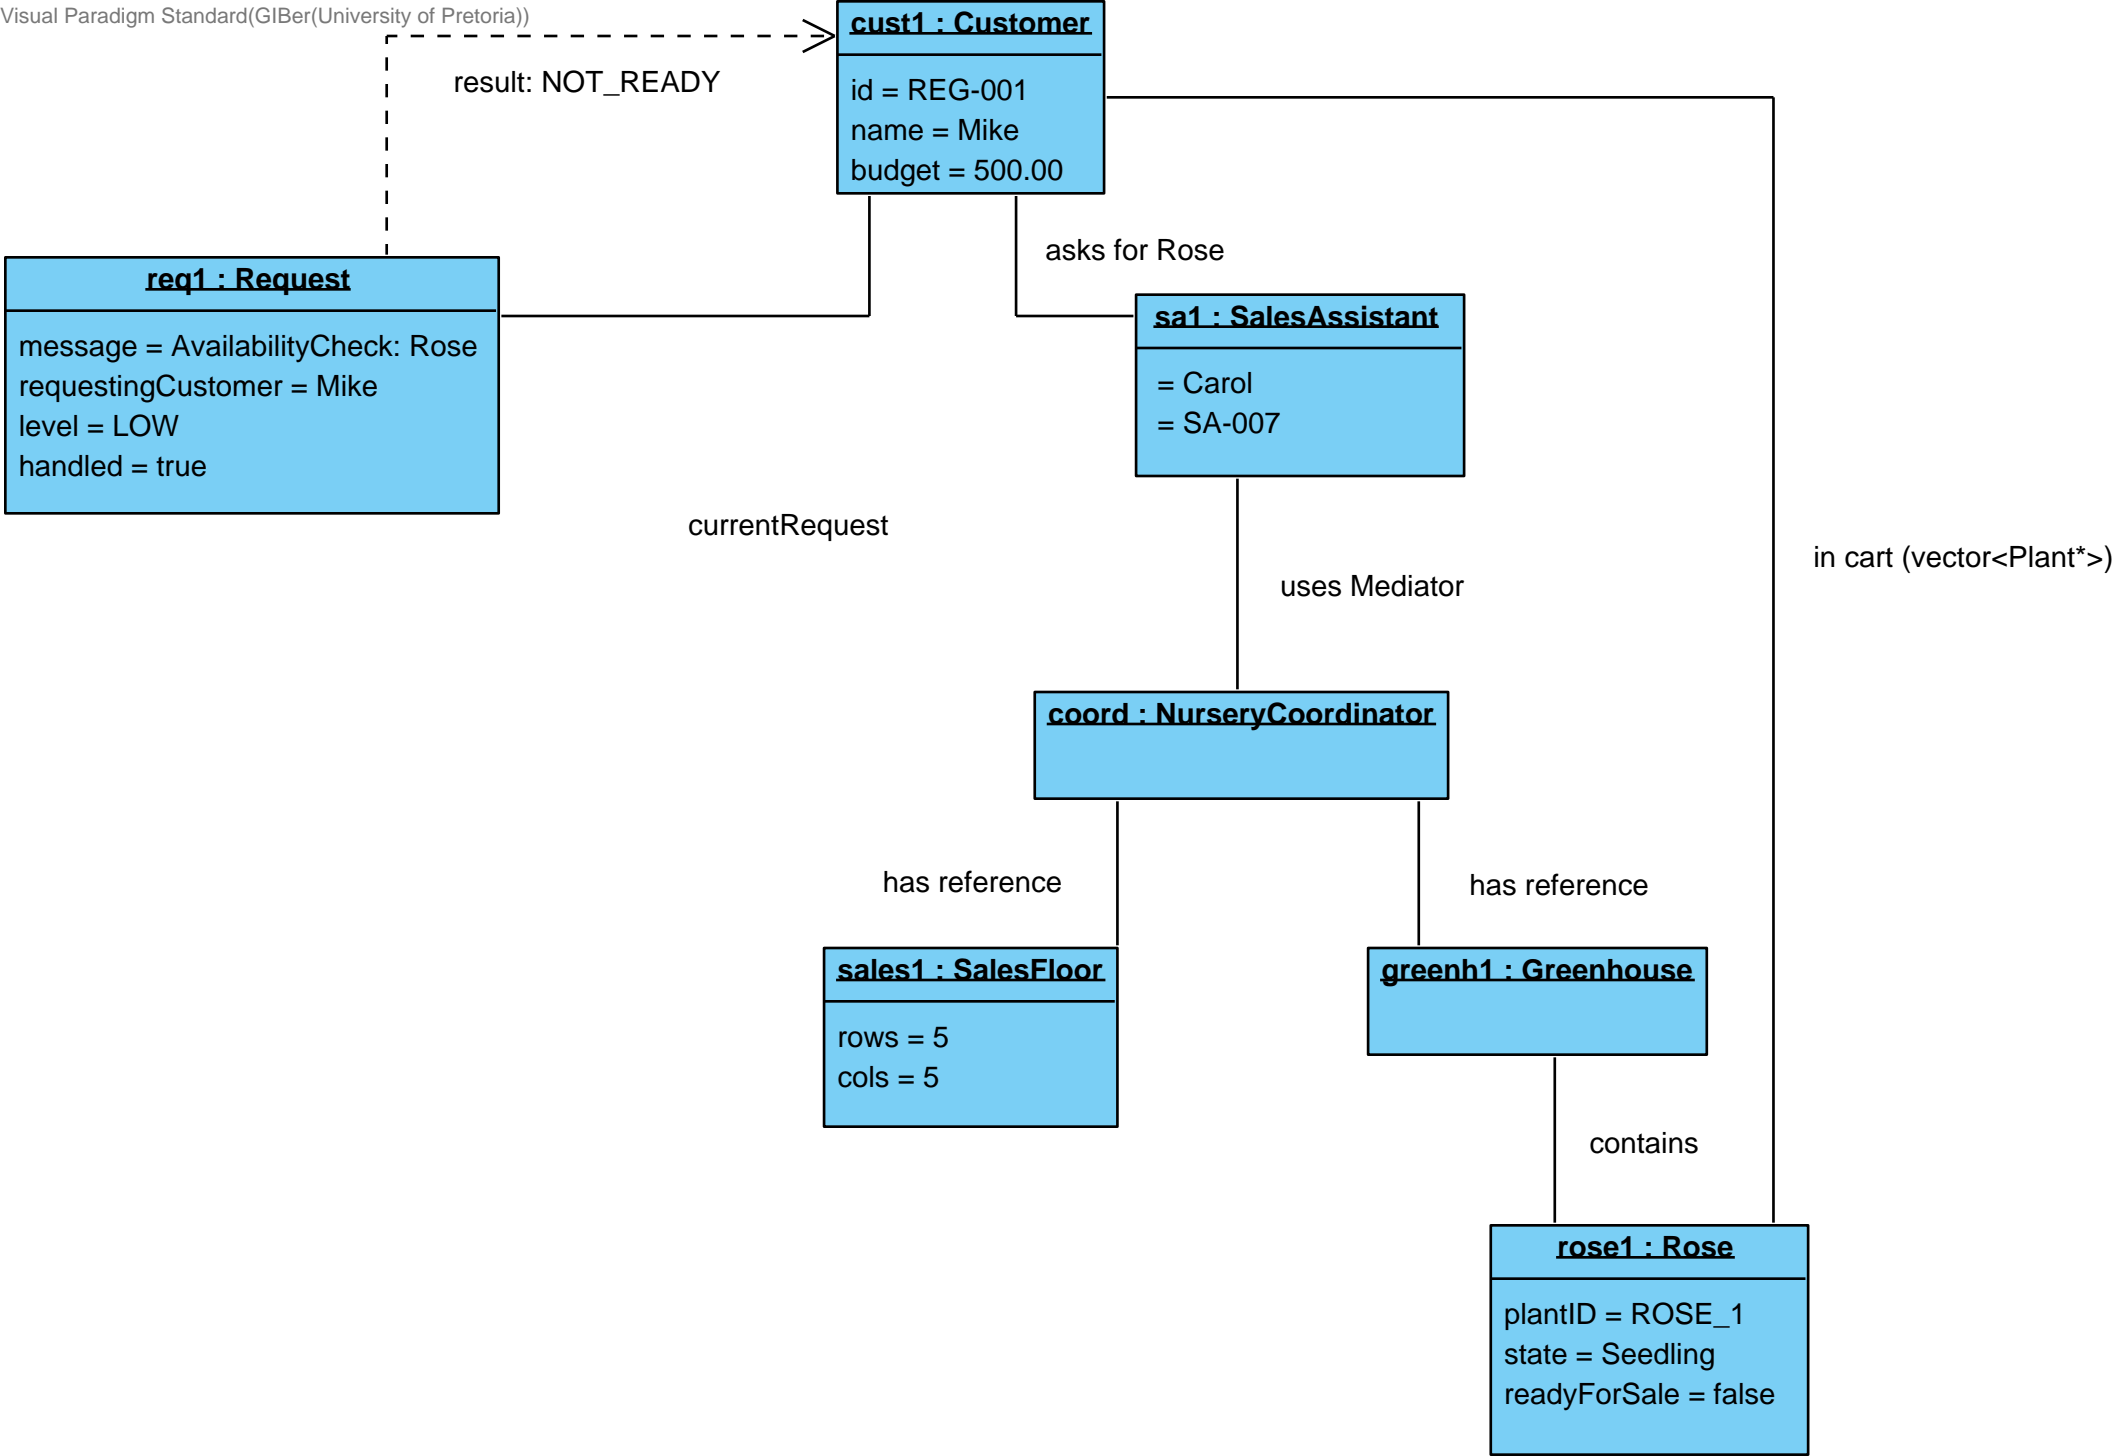 Visual Paradigm Standard(GIBer(University of Pretoria))
cust1 : Customer
id = REG-001
name = Mike
budget = 500.00
result: NOT_READY
asks for Rose
req1 : Request
message = AvailabilityCheck: Rose
requestingCustomer = Mike
level = LOW
handled = true
sa1 : SalesAssistant
= Carol
= SA-007
currentRequest
in cart (vector<Plant*>)
uses Mediator
coord : NurseryCoordinator
has reference
has reference
sales1 : SalesFloor
rows = 5
cols = 5
greenh1 : Greenhouse
contains
rose1 : Rose
plantID = ROSE_1
state = Seedling
readyForSale = false